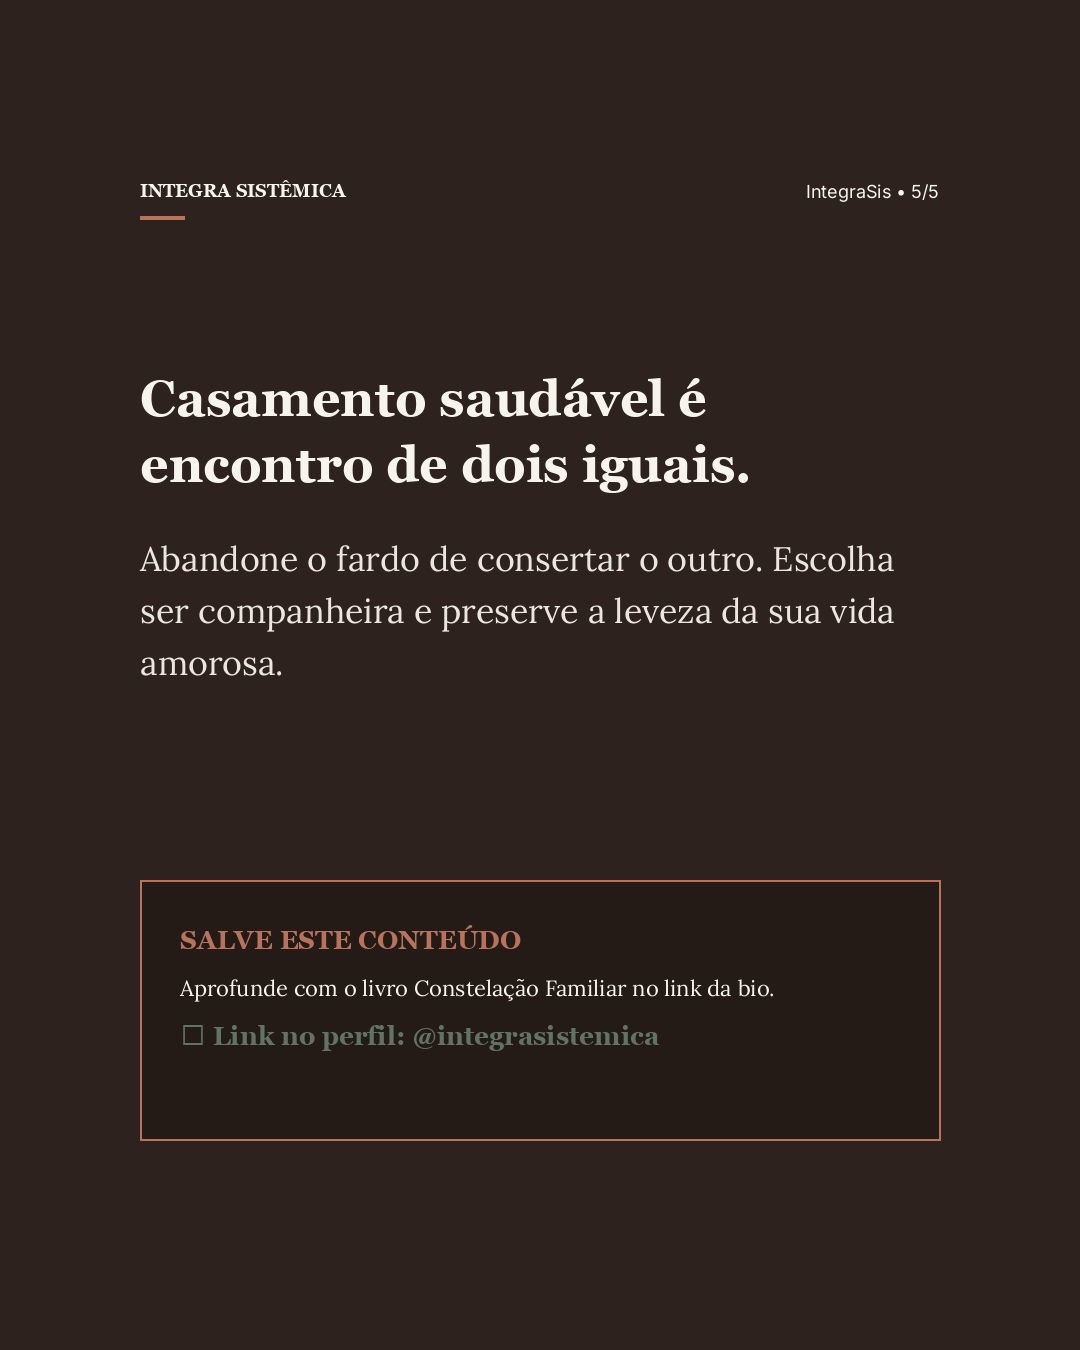 INTEGRA SISTÊMICA
IntegraSis • 5/5
Casamento saudável é
encontro de dois iguais.
Abandone o fardo de consertar o outro. Escolha
ser companheira e preserve a leveza da sua vida
amorosa.
SALVE ESTE CONTEÚDO
Aprofunde com o livro Constelação Familiar no link da bio.
☐ Link no perfil: @integrasistemica